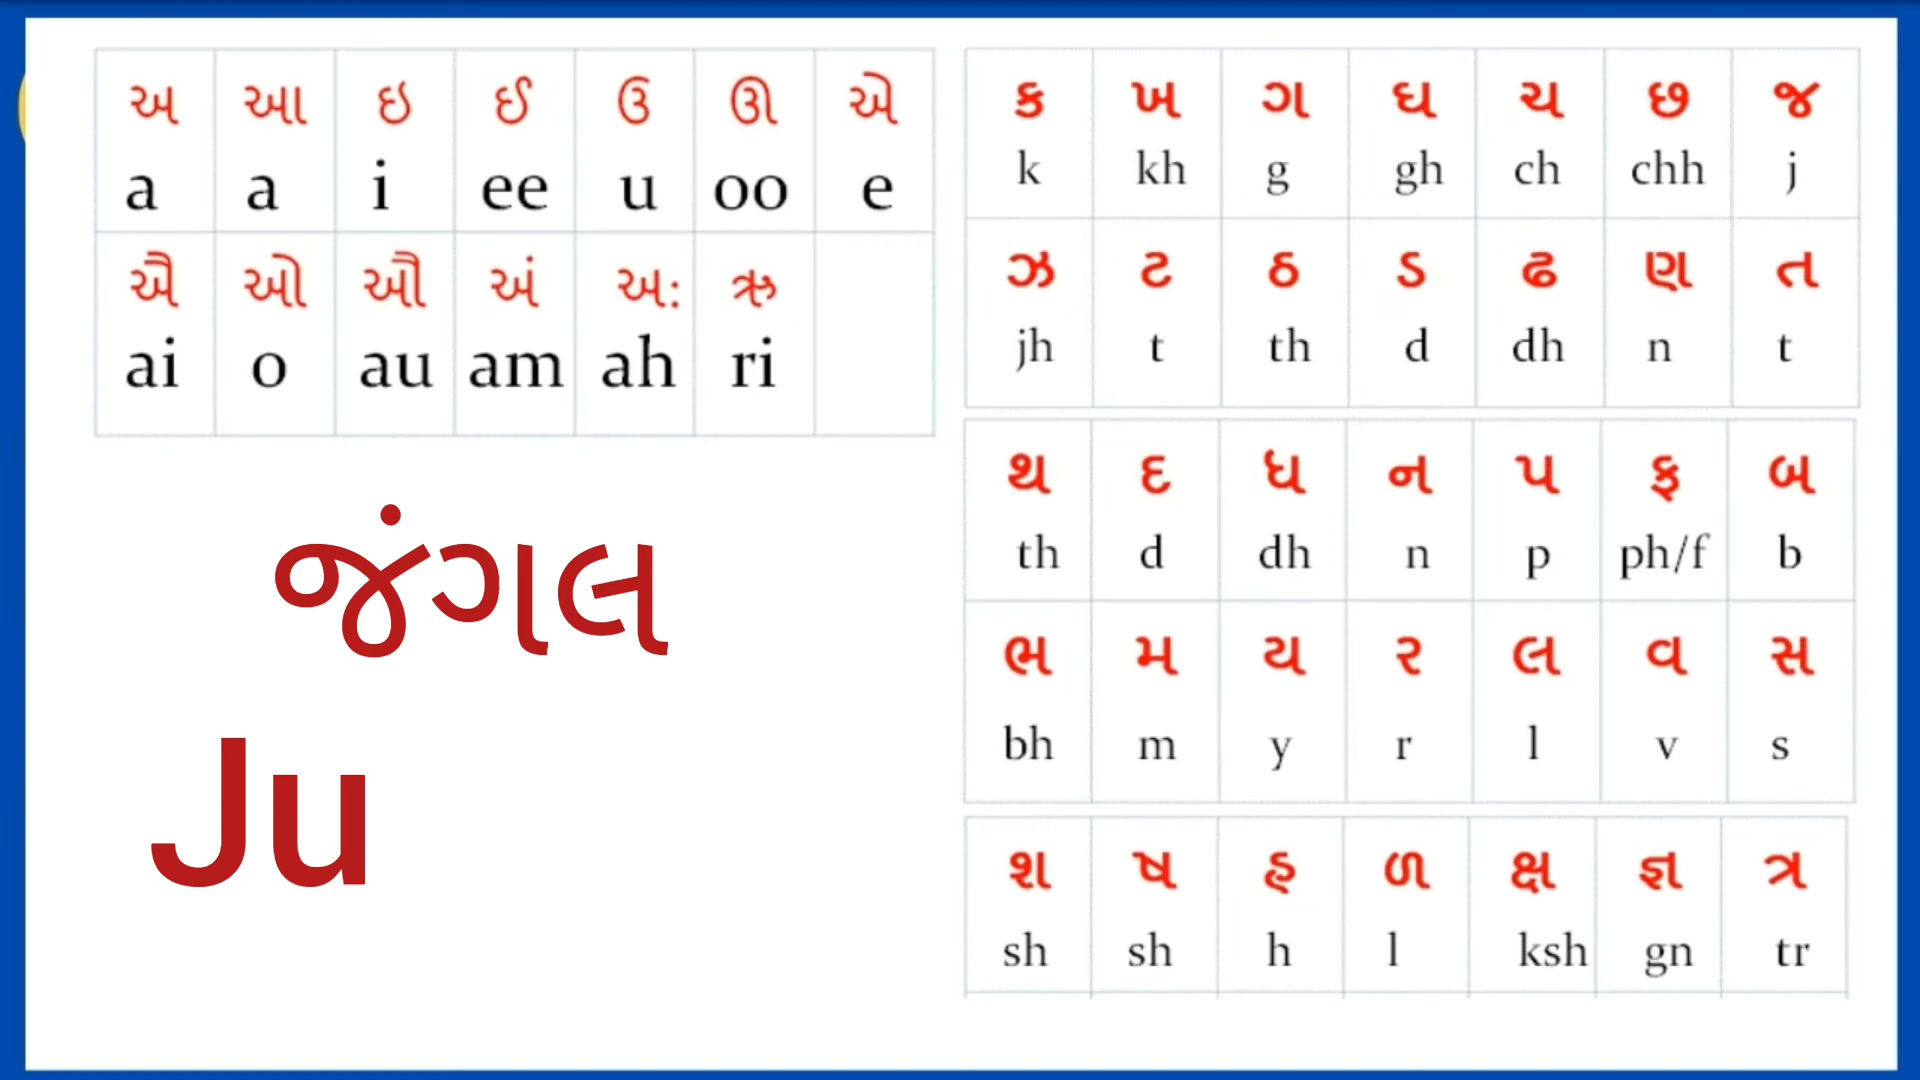 અ આ ઇ ઈ ઉ ઊ એ
a a i ee u oo e
ઐ ઓ ઔ અં અઃ ઋ
ai o au am ah ri
જંગલ
Ju
ક ખ ગ ઘ ચ છ જ
k kh g gh ch chh j
ઝ ટ ઠ ડ ઢ ણ ત
jh t th d dh n t
થ દ ધ ન પ ફ બ
th d dh n p ph/f b
ભ મ ય ર લ વ સ
bh m y r l v s
શ ષ હ ળ ક્ષ જ્ઞ ત્ર
sh sh h l ksh gn tr